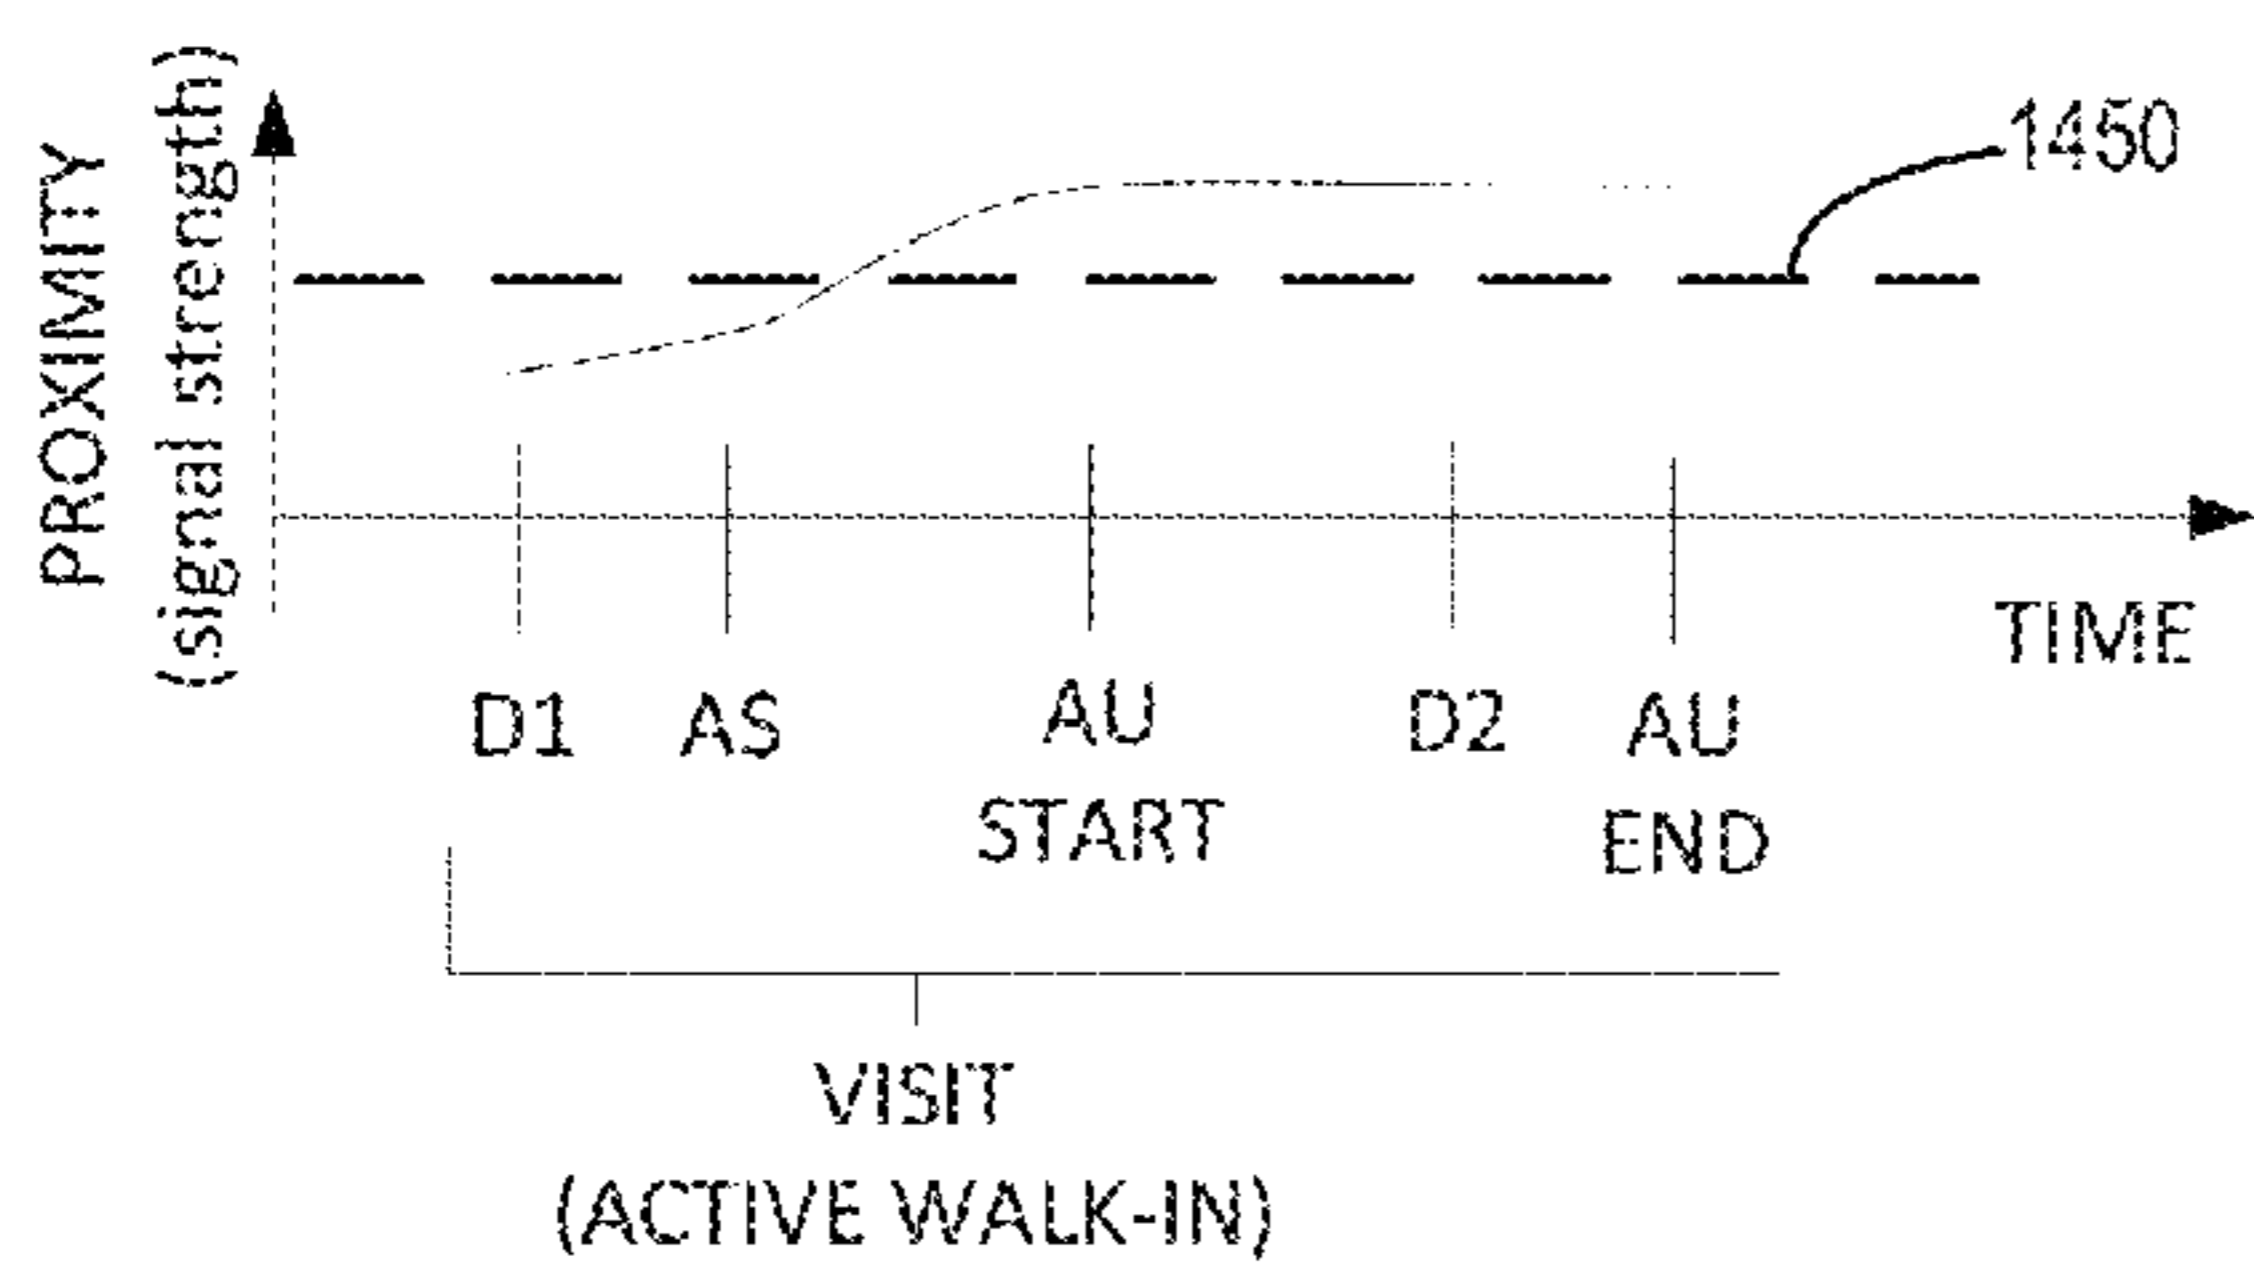 PROXIMITY
(signal strength)
1450
TIME
D1
AS
AU
START
D2
AU
END
VISIT
(ACTIVE WALK-IN)